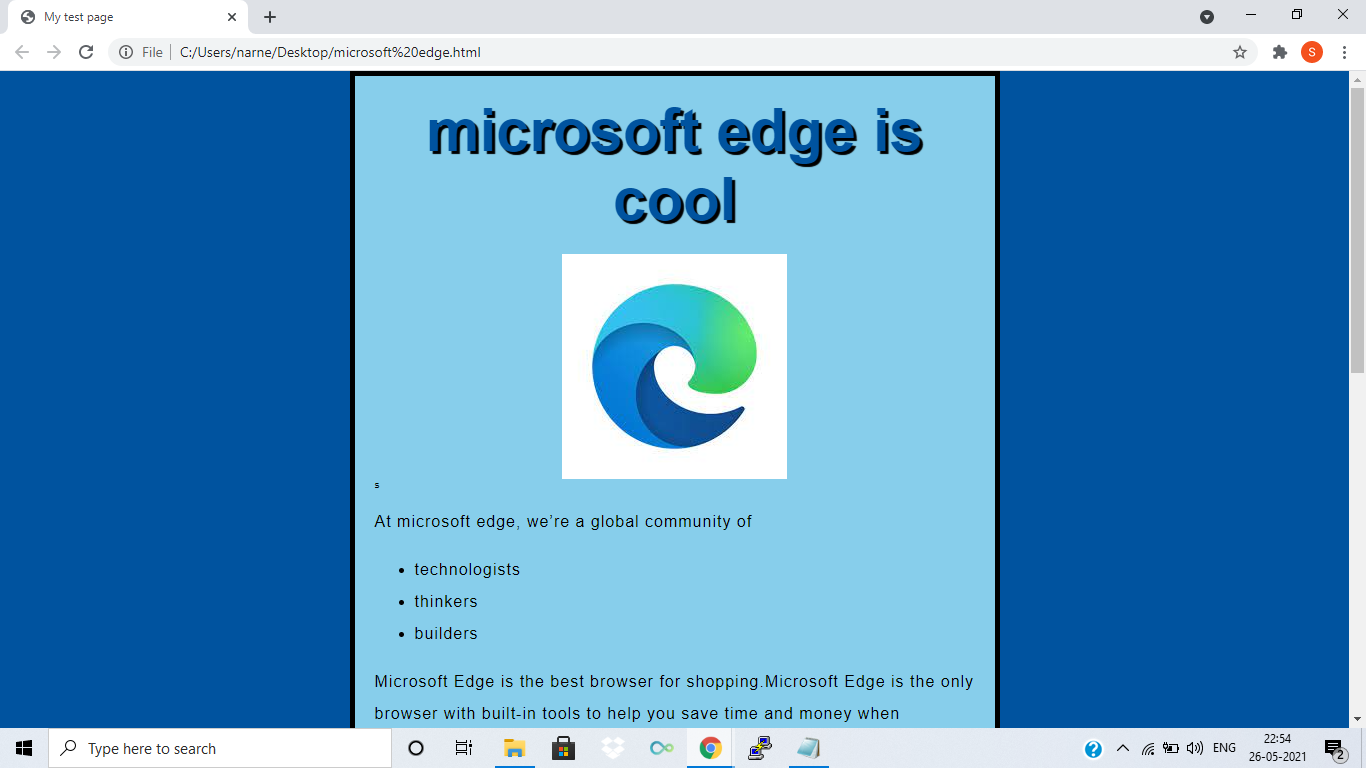 My test page
File
C:/Users/narne/Desktop/microsoft%20edge.html
S
microsoft edge is
cool
s
At microsoft edge, we’re a global community of
• technologists
• thinkers
• builders
Microsoft Edge is the best browser for shopping.Microsoft Edge is the only
browser with built-in tools to help you save time and money when
Type here to search
ENG
22:54
26-05-2021
2